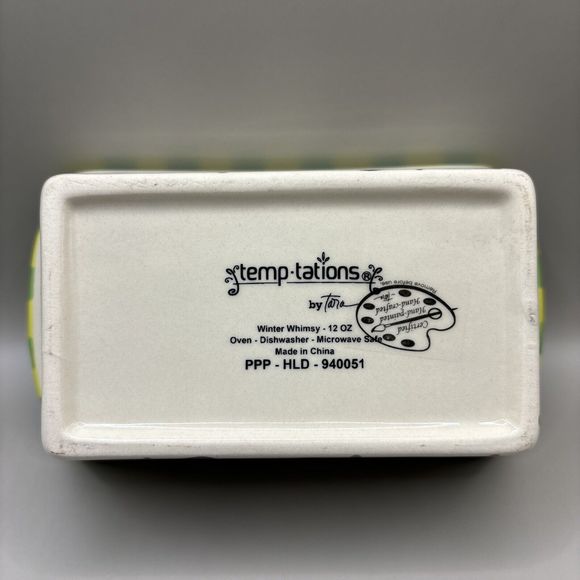 temp·tations®
by Tara
Winter Whimsy - 12 OZ
Oven - Dishwasher - Microwave Safe
Made in China
PPP - HLD - 940051
Remove before use.
Certified
Hand-painted
Hand-crafted
-Tara-